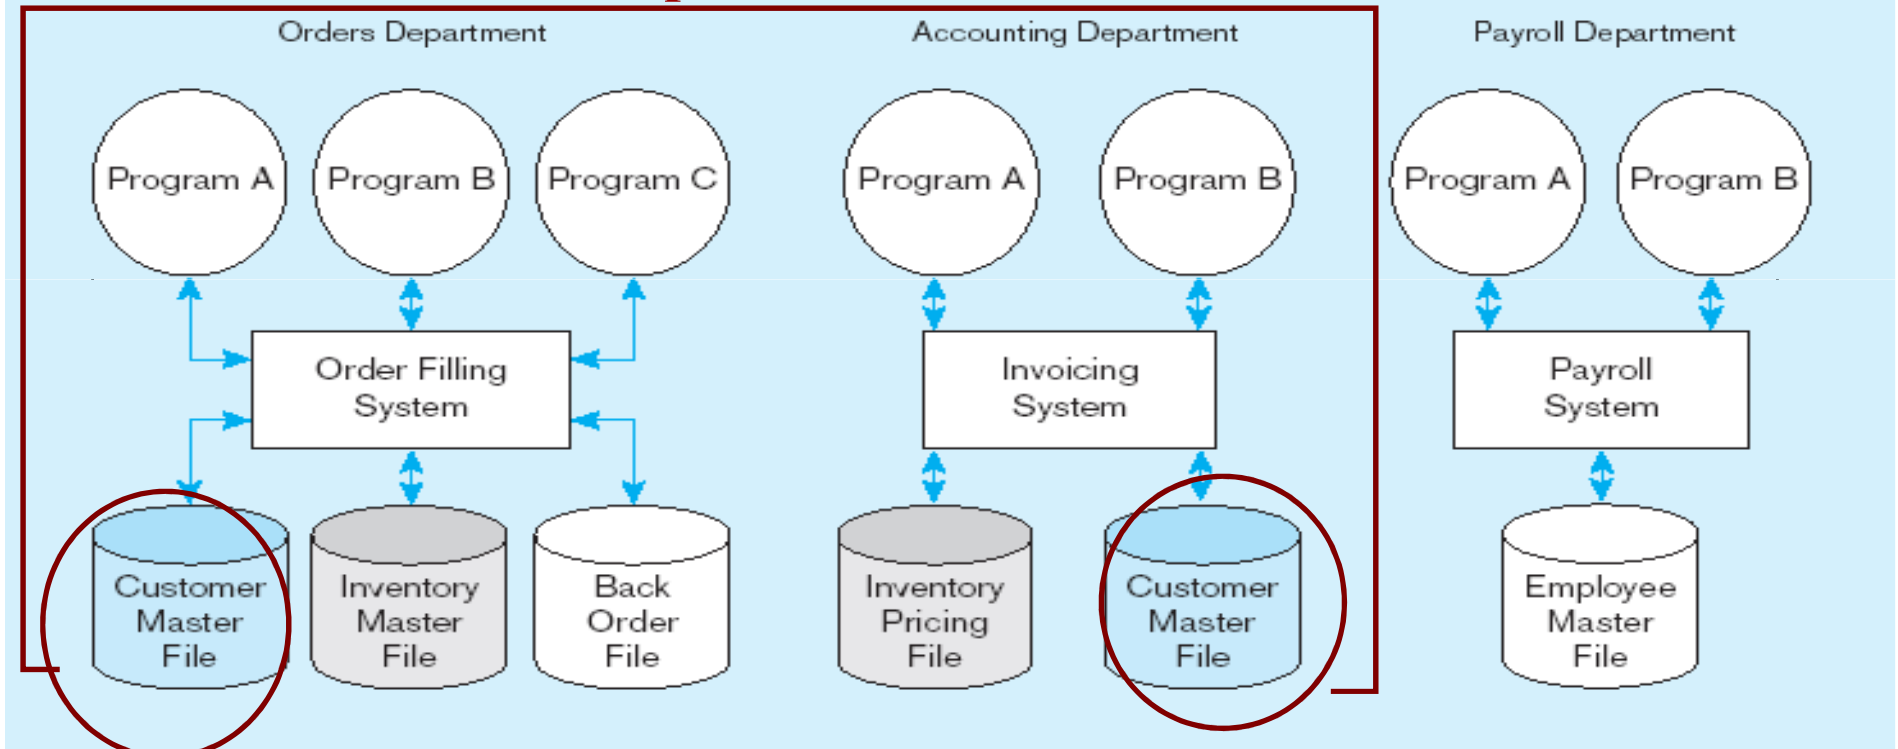 Orders Department
Accounting Department
Payroll Department
Program A
Program B
Program C
Program A
Program B
Program A
Program B
Order Filling
System
Invoicing
System
Payroll
System
Customer
Master
File
Inventory
Master
File
Back
Order
File
Inventory
Pricing
File
Customer
Master
File
Employee
Master
File